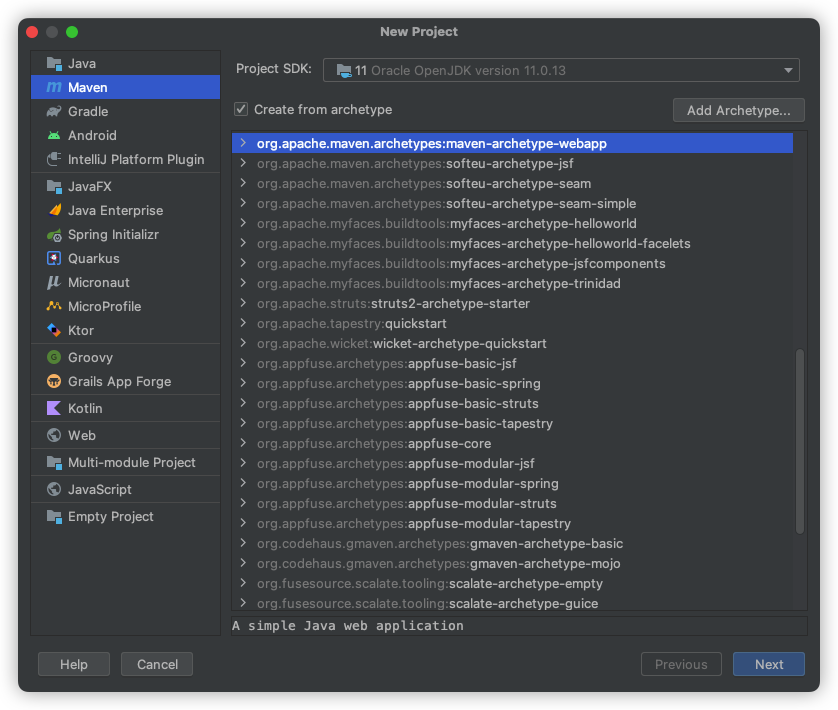 New Project
Java
Maven
Gradle
Android
IntelliJ Platform Plugin
JavaFX
Java Enterprise
Spring Initializr
Quarkus
Micronaut
MicroProfile
Ktor
Groovy
Grails App Forge
Kotlin
Web
Multi-module Project
JavaScript
Empty Project
Project SDK: 11 Oracle OpenJDK version 11.0.13
Create from archetype
Add Archetype...
org.apache.maven.archetypes:maven-archetype-webapp
org.apache.maven.archetypes:softeu-archetype-jsf
org.apache.maven.archetypes:softeu-archetype-seam
org.apache.maven.archetypes:softeu-archetype-seam-simple
org.apache.myfaces.buildtools:myfaces-archetype-helloworld
org.apache.myfaces.buildtools:myfaces-archetype-helloworld-facelets
org.apache.myfaces.buildtools:myfaces-archetype-jsfcomponents
org.apache.myfaces.buildtools:myfaces-archetype-trinidad
org.apache.struts:struts2-archetype-starter
org.apache.tapestry:quickstart
org.apache.wicket:wicket-archetype-quickstart
org.appfuse.archetypes:appfuse-basic-jsf
org.appfuse.archetypes:appfuse-basic-spring
org.appfuse.archetypes:appfuse-basic-struts
org.appfuse.archetypes:appfuse-basic-tapestry
org.appfuse.archetypes:appfuse-core
org.appfuse.archetypes:appfuse-modular-jsf
org.appfuse.archetypes:appfuse-modular-spring
org.appfuse.archetypes:appfuse-modular-struts
org.appfuse.archetypes:appfuse-modular-tapestry
org.codehaus.gmaven.archetypes:gmaven-archetype-basic
org.codehaus.gmaven.archetypes:gmaven-archetype-mojo
org.fusesource.scalate.tooling:scalate-archetype-empty
org.fusesource.scalate.tooling:scalate-archetype-guice
A simple Java web application
Help
Cancel
Previous
Next